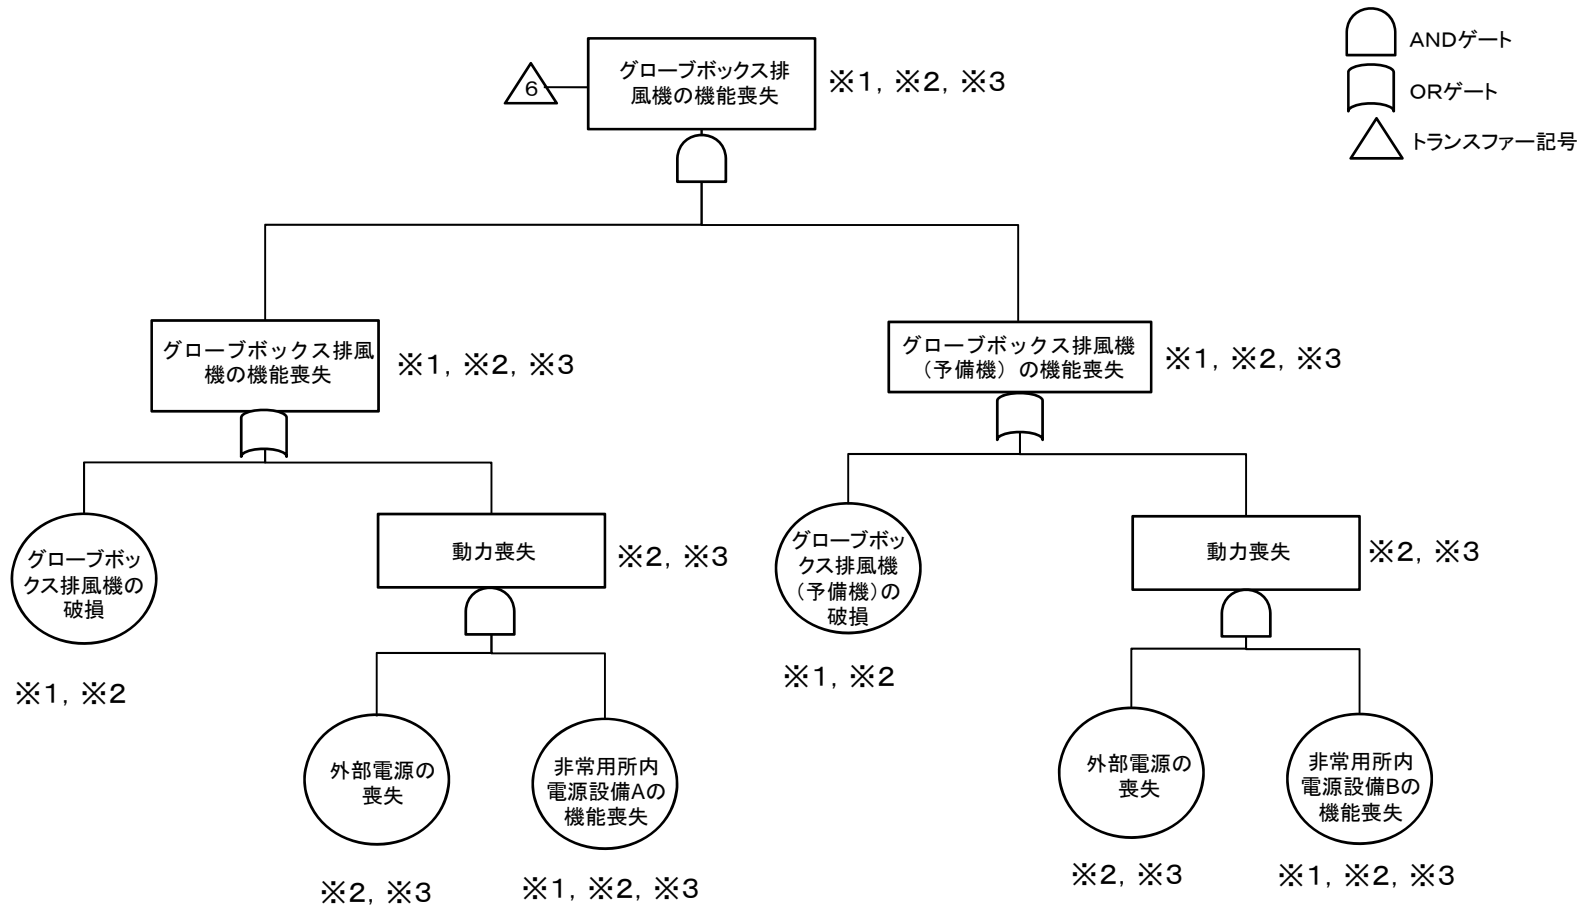 ANDゲート
ORゲート
トランスファー記号
6
グローブボックス排
風機の機能喪失
※1, ※2, ※3
グローブボックス排風
機の機能喪失
※1, ※2, ※3
グローブボックス排風機
（予備機）の機能喪失
※1, ※2, ※3
グローブボッ
クス排風機の
破損
※1, ※2
動力喪失
※2, ※3
グローブボッ
クス排風機
（予備機）の
破損
※1, ※2
動力喪失
※2, ※3
外部電源の
喪失
※2, ※3
非常用所内
電源設備Aの
機能喪失
※1, ※2, ※3
外部電源の
喪失
※2, ※3
非常用所内
電源設備Bの
機能喪失
※1, ※2, ※3